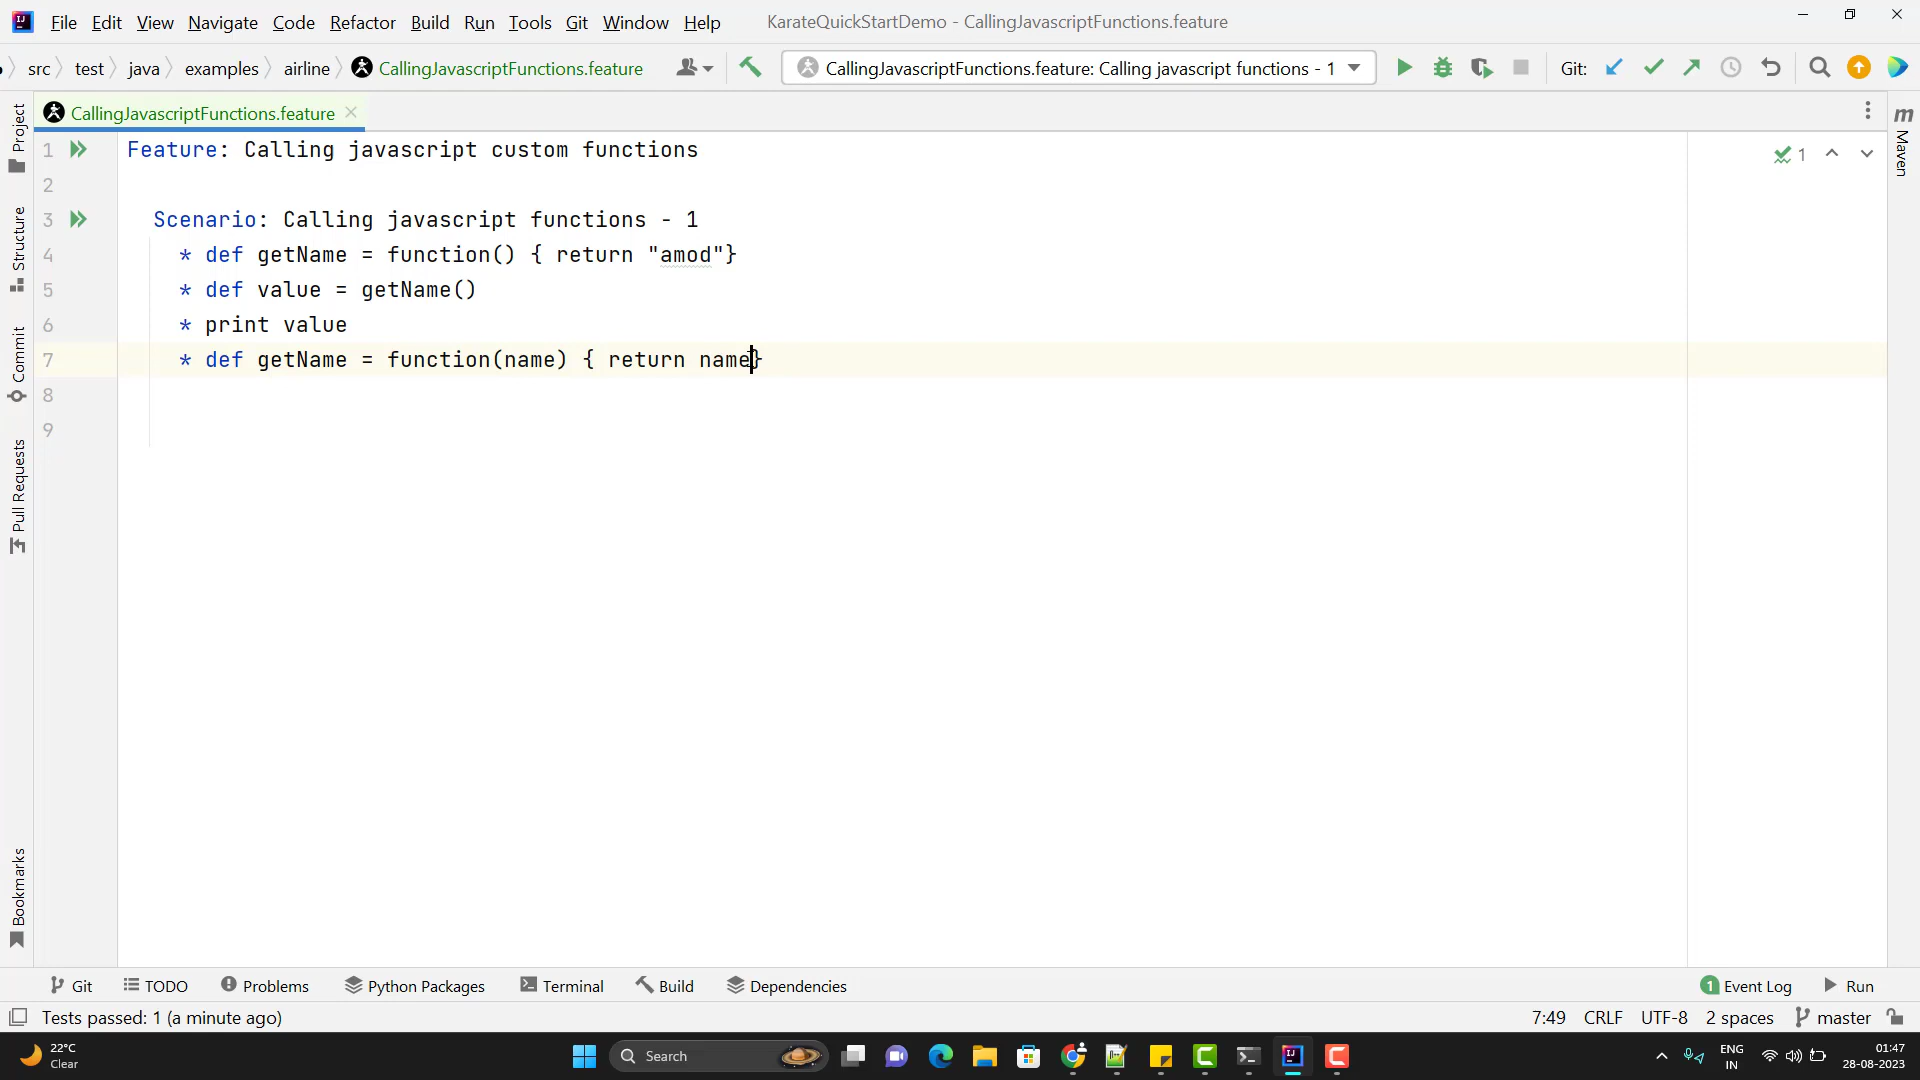 File Edit View Navigate Code Refactor Build Run Tools Git Window Help KarateQuickStartDemo - CallingJavascriptFunctions.feature
src test java examples airline CallingJavascriptFunctions.feature CallingJavascriptFunctions.feature: Calling javascript functions - 1 Git:
CallingJavascriptFunctions.feature
1 Feature: Calling javascript custom functions
2
3 Scenario: Calling javascript functions - 1
4 * def getName = function() { return "amod"}
5 * def value = getName()
6 * print value
7 * def getName = function(name) { return name}
8
9
1
Project
Structure
Commit
Pull Requests
Bookmarks
m
Maven
Git TODO Problems Python Packages Terminal Build Dependencies 1 Event Log Run
Tests passed: 1 (a minute ago) 7:49 CRLF UTF-8 2 spaces master
22°C
Clear
Search
ENG
IN
01:47
28-08-2023